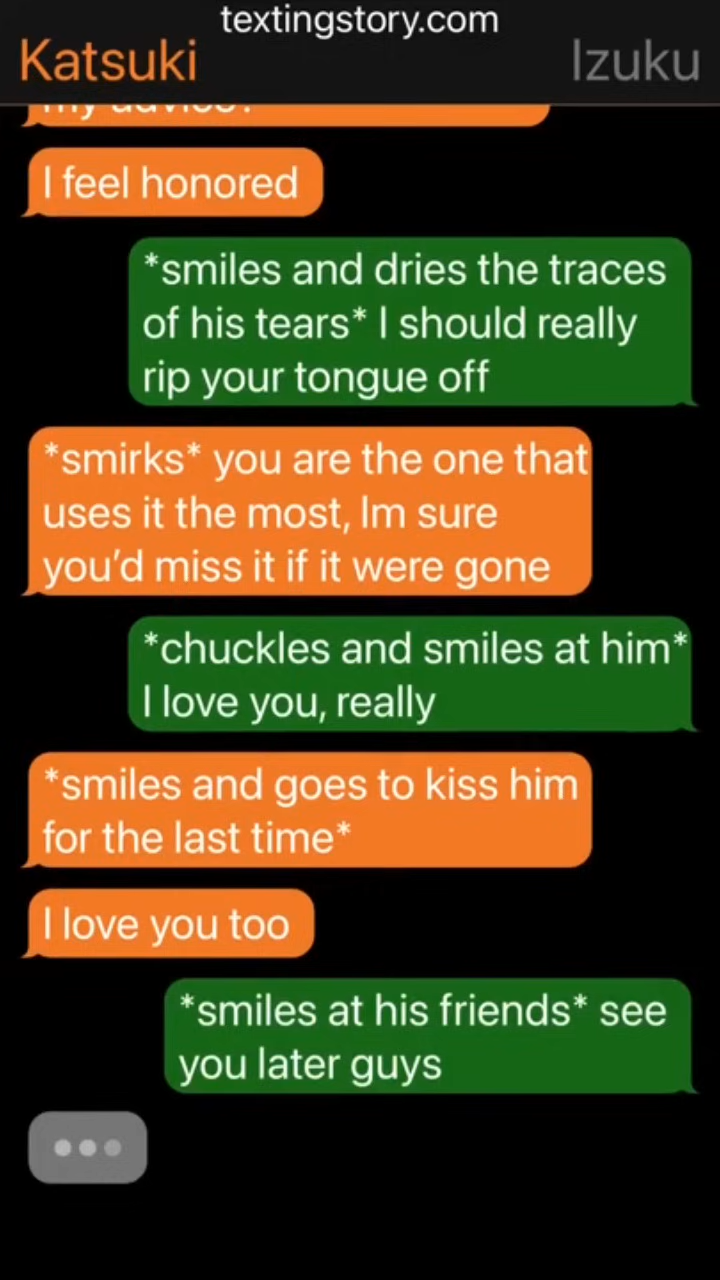 textingstory.com
Katsuki
Izuku
my advice?
I feel honored
*smiles and dries the traces
of his tears* I should really
rip your tongue off
*smirks* you are the one that
uses it the most, Im sure
you'd miss it if it were gone
*chuckles and smiles at him*
I love you, really
*smiles and goes to kiss him
for the last time*
I love you too
*smiles at his friends* see
you later guys